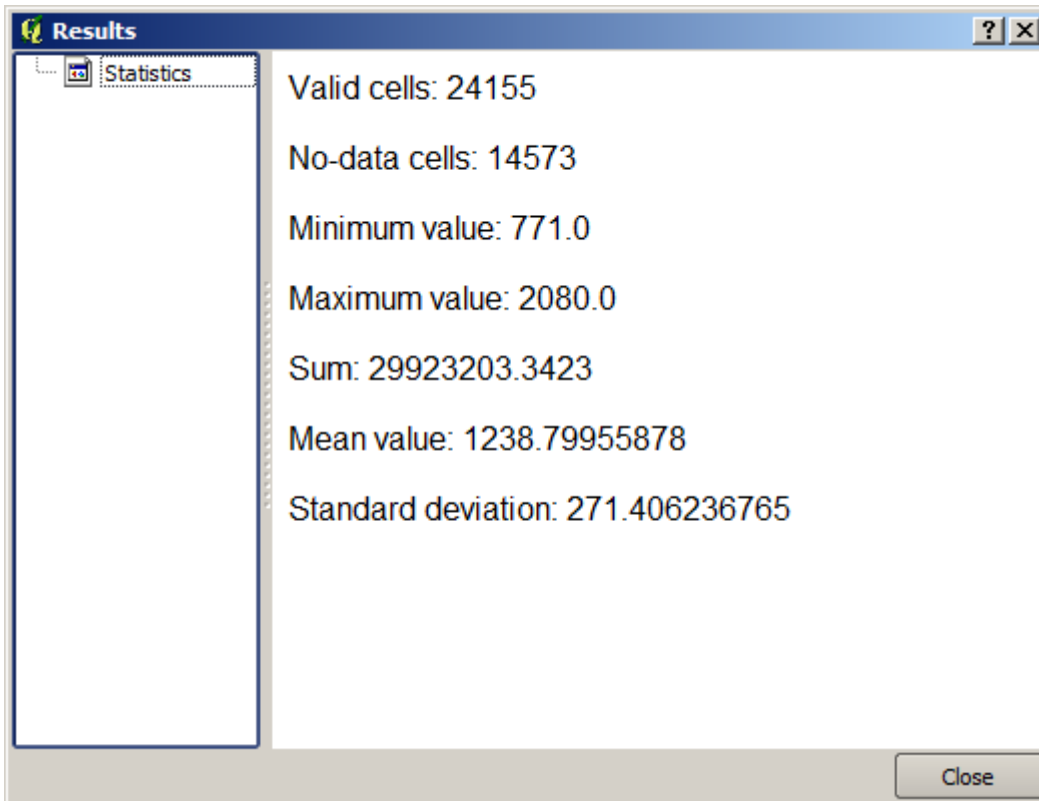 Results
Statistics
Valid cells: 24155
No-data cells: 14573
Minimum value: 771.0
Maximum value: 2080.0
Sum: 29923203.3423
Mean value: 1238.79955878
Standard deviation: 271.406236765
Close